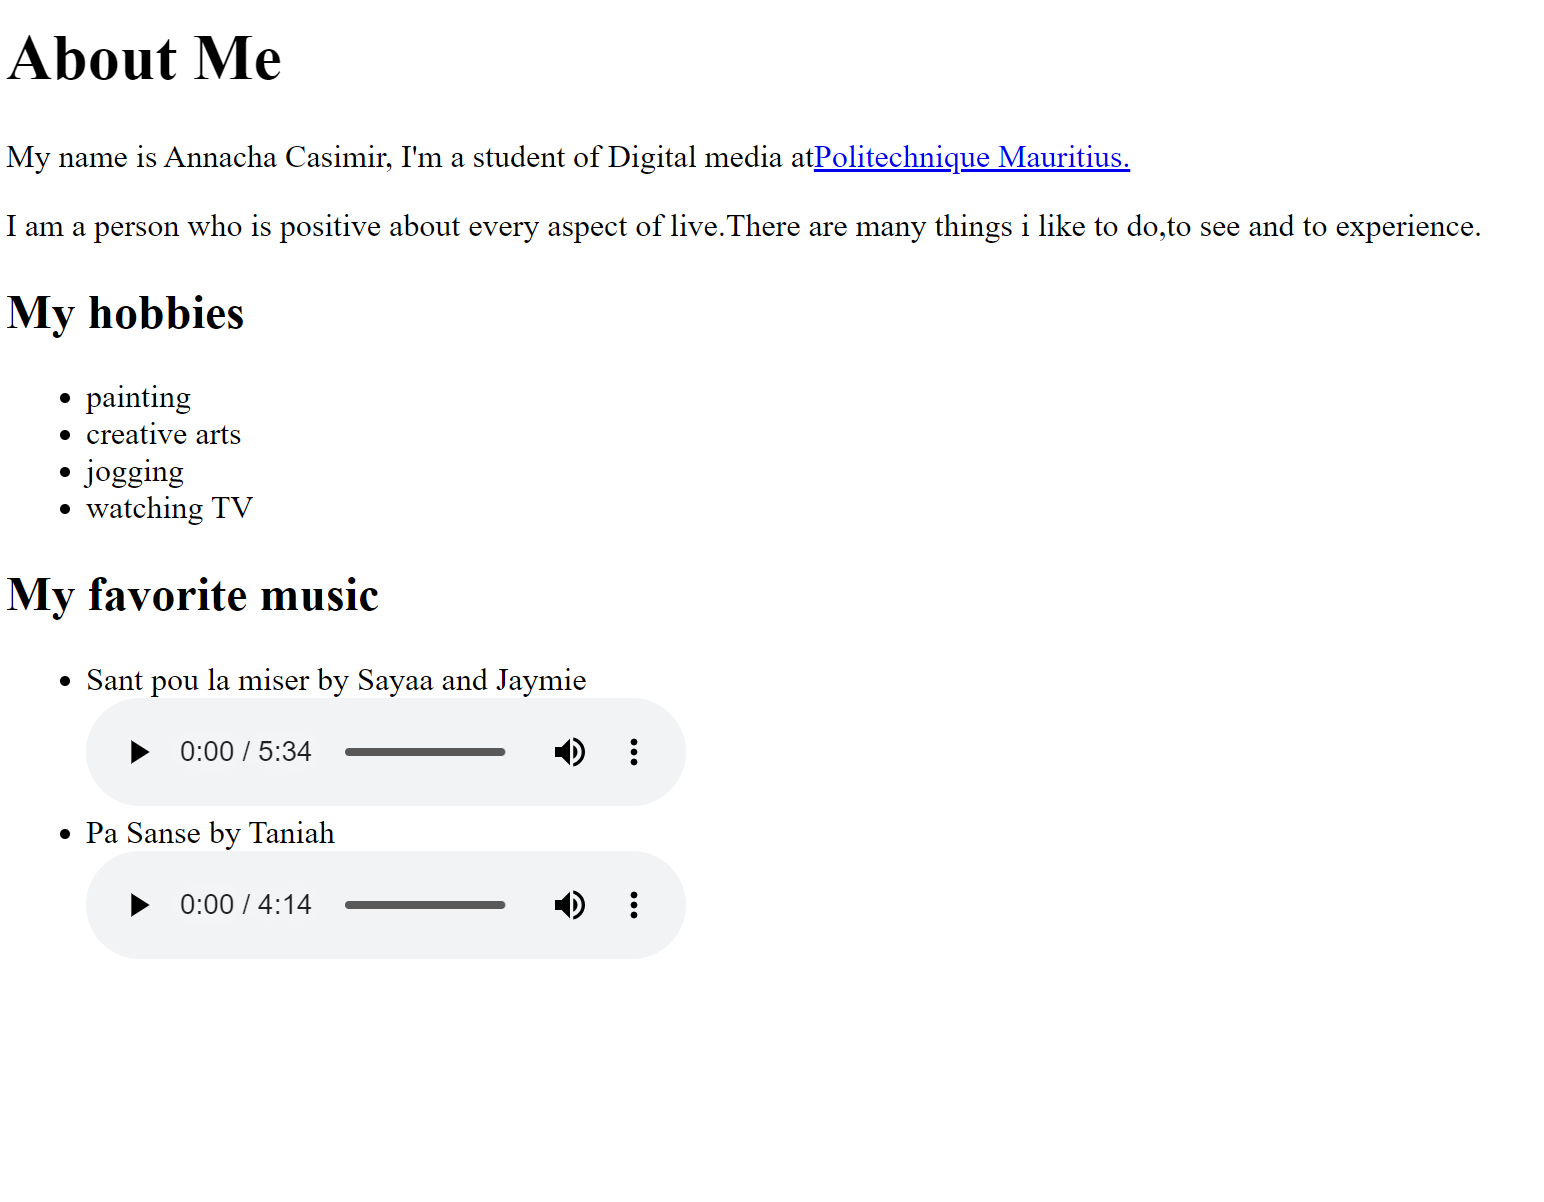 About Me
My name is Annacha Casimir, I'm a student of Digital media atPolitechnique Mauritius.
I am a person who is positive about every aspect of live.There are many things i like to do,to see and to experience.
My hobbies
painting
creative arts
jogging
watching TV
My favorite music
Sant pou la miser by Sayaa and Jaymie
0:00 / 5:34
Pa Sanse by Taniah
0:00 / 4:14